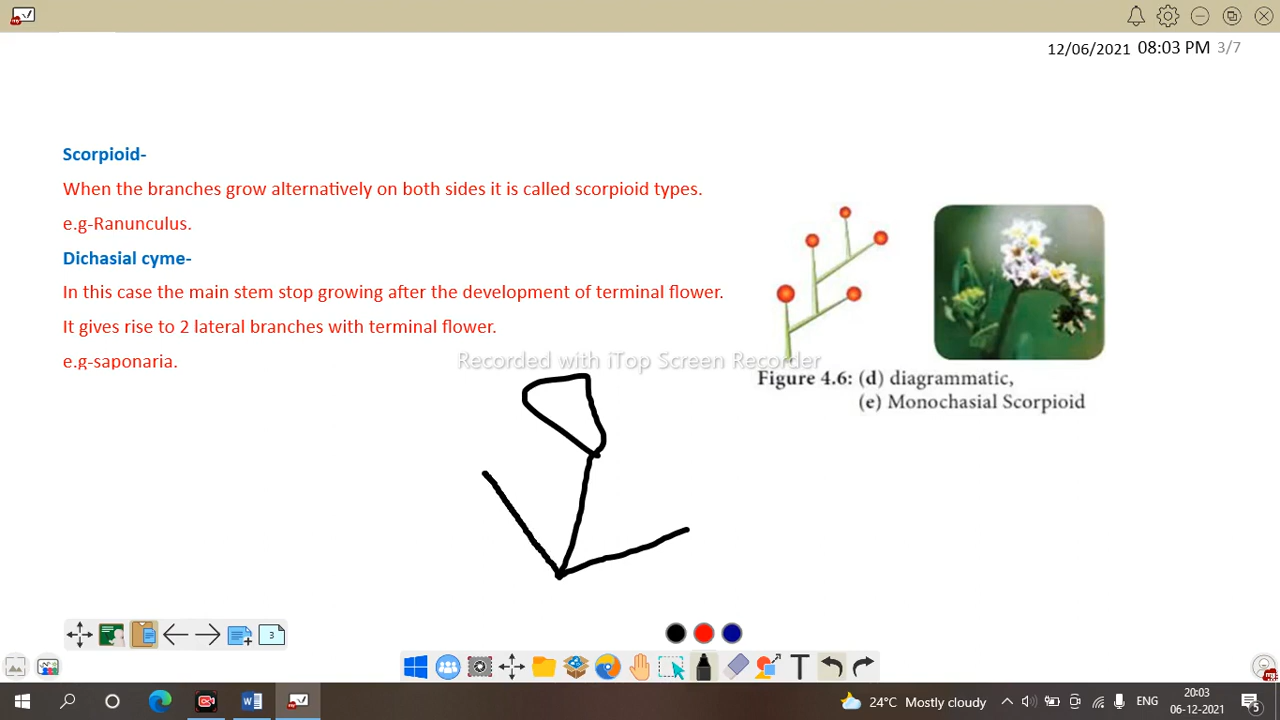 12/06/2021 08:03 PM 3/7
Scorpioid-
When the branches grow alternatively on both sides it is called scorpioid types.
e.g-Ranunculus.
Dichasial cyme-
In this case the main stem stop growing after the development of terminal flower.
It gives rise to 2 lateral branches with terminal flower.
e.g-saponaria.
Recorded with iTop Screen Recorder
Figure 4.6: (d) diagrammatic,
(e) Monochasial Scorpioid
3
24°C Mostly cloudy
ENG
20:03
06-12-2021
5